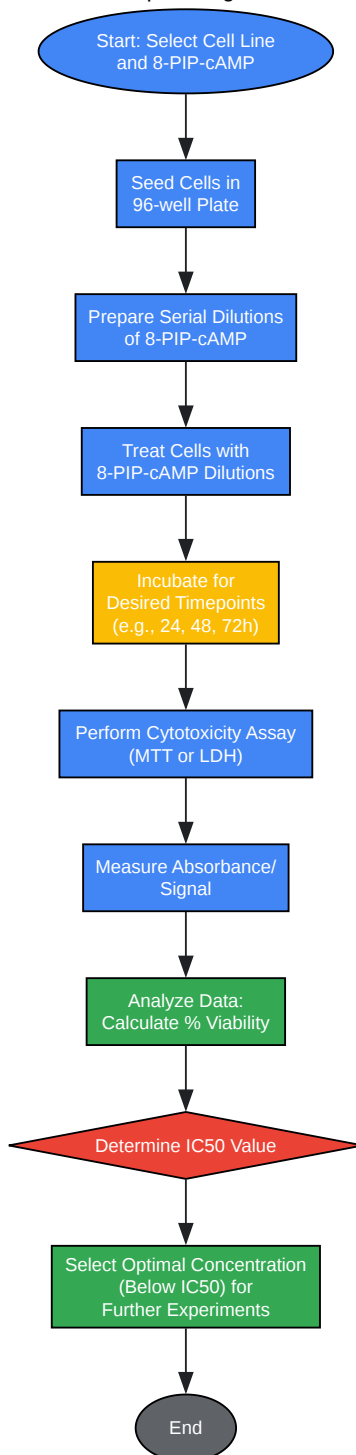 Start: Select Cell Line
and 8-PIP-cAMP
Seed Cells in
96-well Plate
Prepare Serial Dilutions
of 8-PIP-cAMP
Treat Cells with
8-PIP-cAMP Dilutions
Incubate for
Desired Timepoints
(e.g., 24, 48, 72h)
Perform Cytotoxicity Assay
(MTT or LDH)
Measure Absorbance/
Signal
Analyze Data:
Calculate % Viability
Determine IC50 Value
Select Optimal Concentration
(Below IC50) for
Further Experiments
End